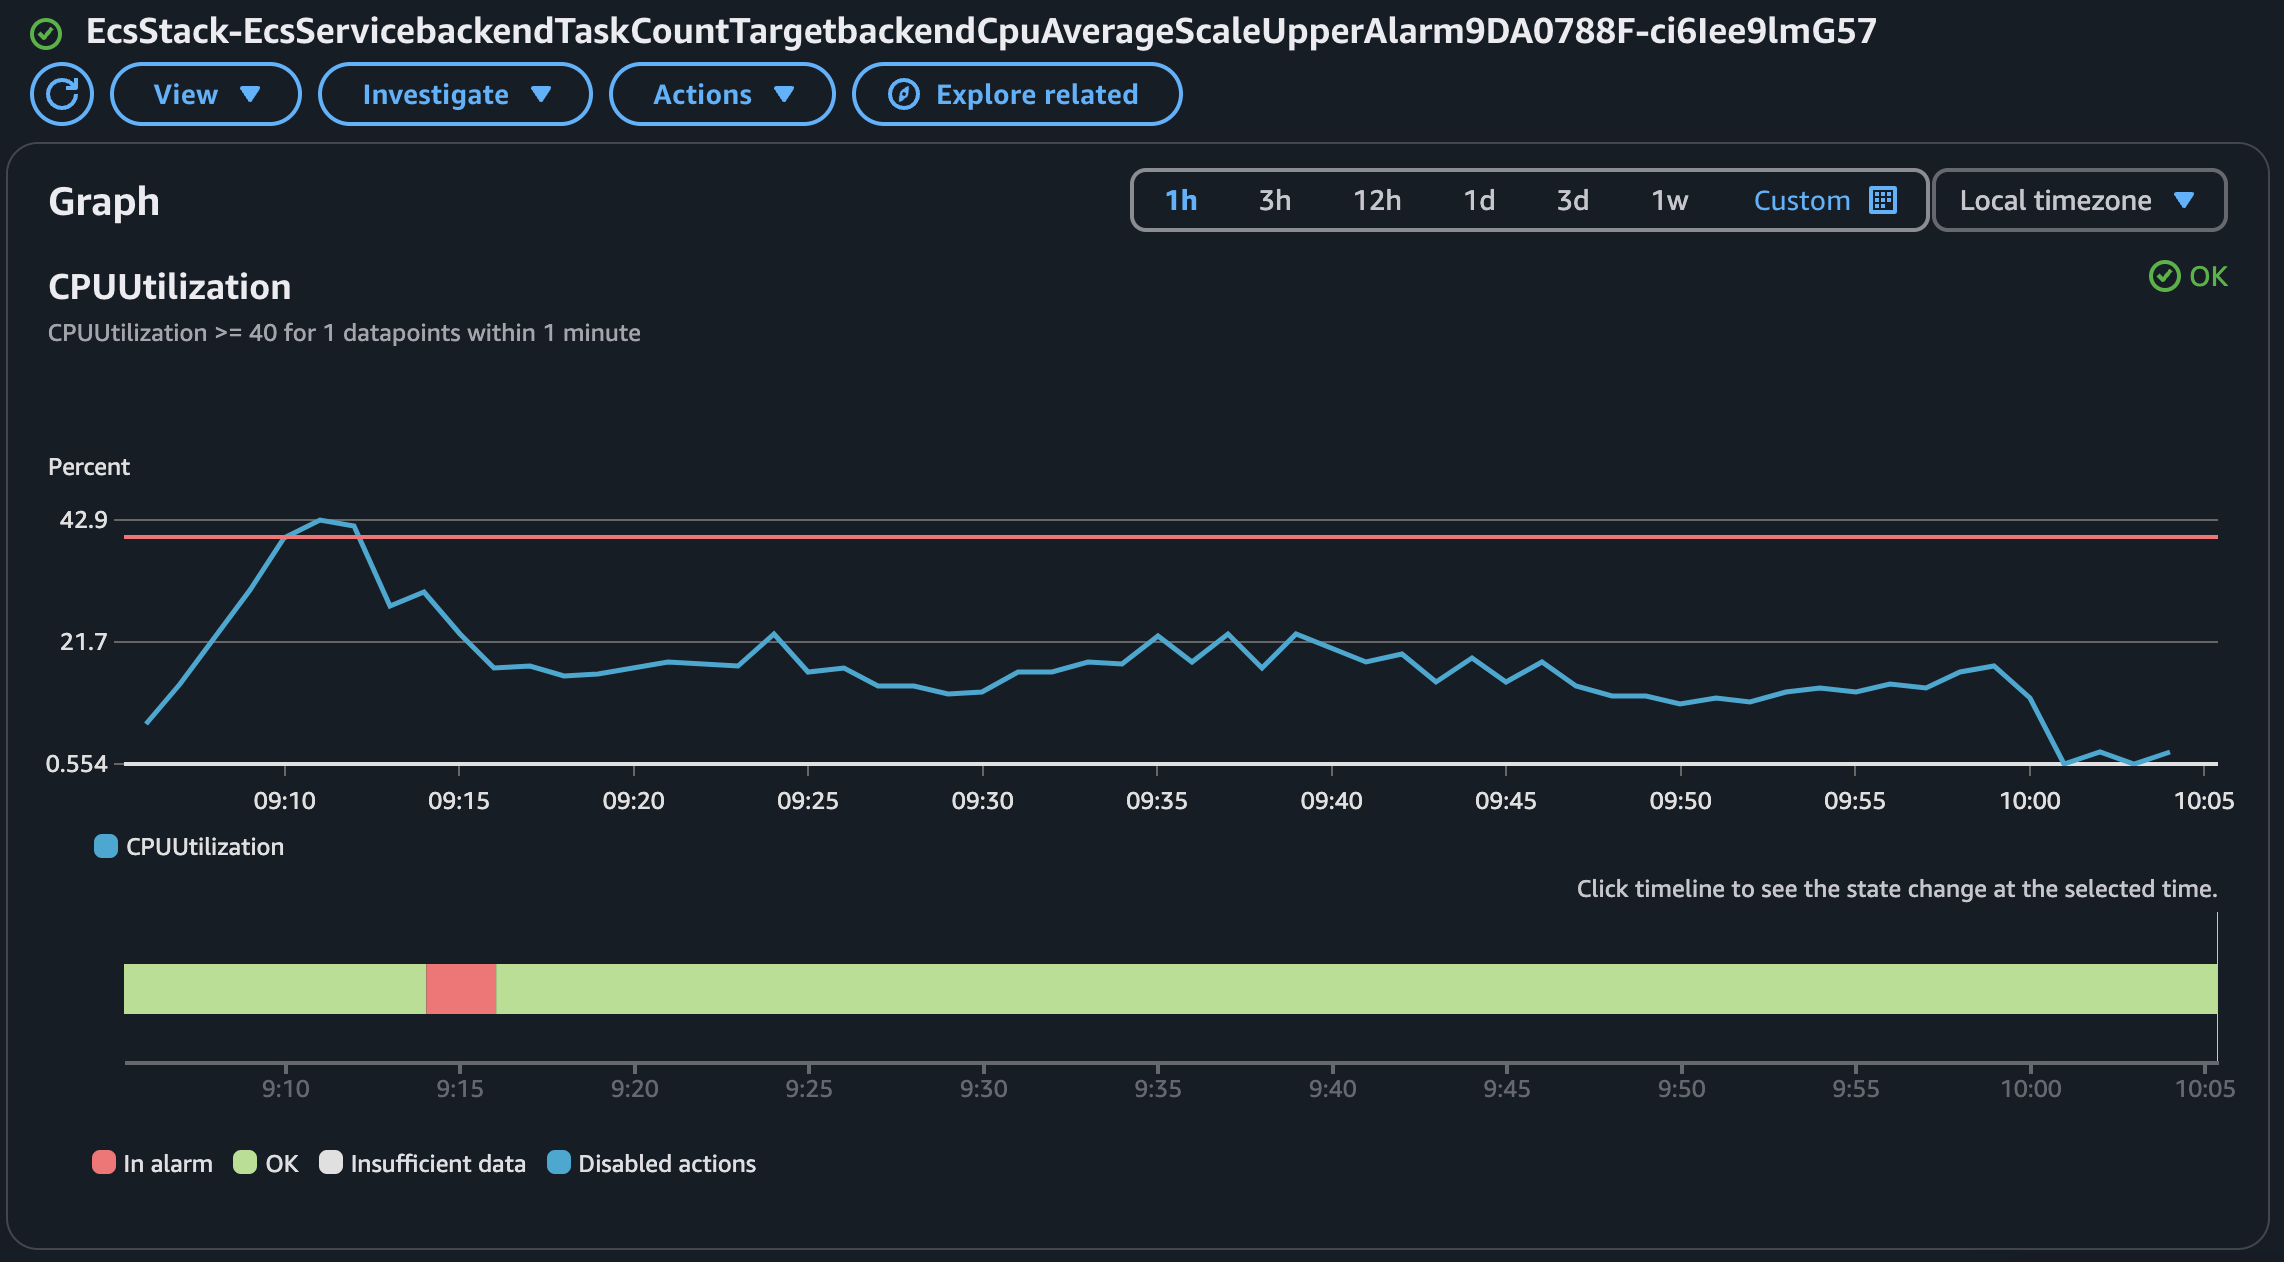 EcsStack-EcsServicebackendTaskCountTargetbackendCpuAverageScaleUpperAlarm9DA0788F-ci6Iee9lmG57
View Investigate Actions Explore related
Graph
1h 3h 12h 1d 3d 1w Custom Local timezone
CPUUtilization
OK
CPUUtilization >= 40 for 1 datapoints within 1 minute
Percent
42.9
21.7
0.554
09:10 09:15 09:20 09:25 09:30 09:35 09:40 09:45 09:50 09:55 10:00 10:05
CPUUtilization
Click timeline to see the state change at the selected time.
9:10 9:15 9:20 9:25 9:30 9:35 9:40 9:45 9:50 9:55 10:00 10:05
In alarm OK Insufficient data Disabled actions